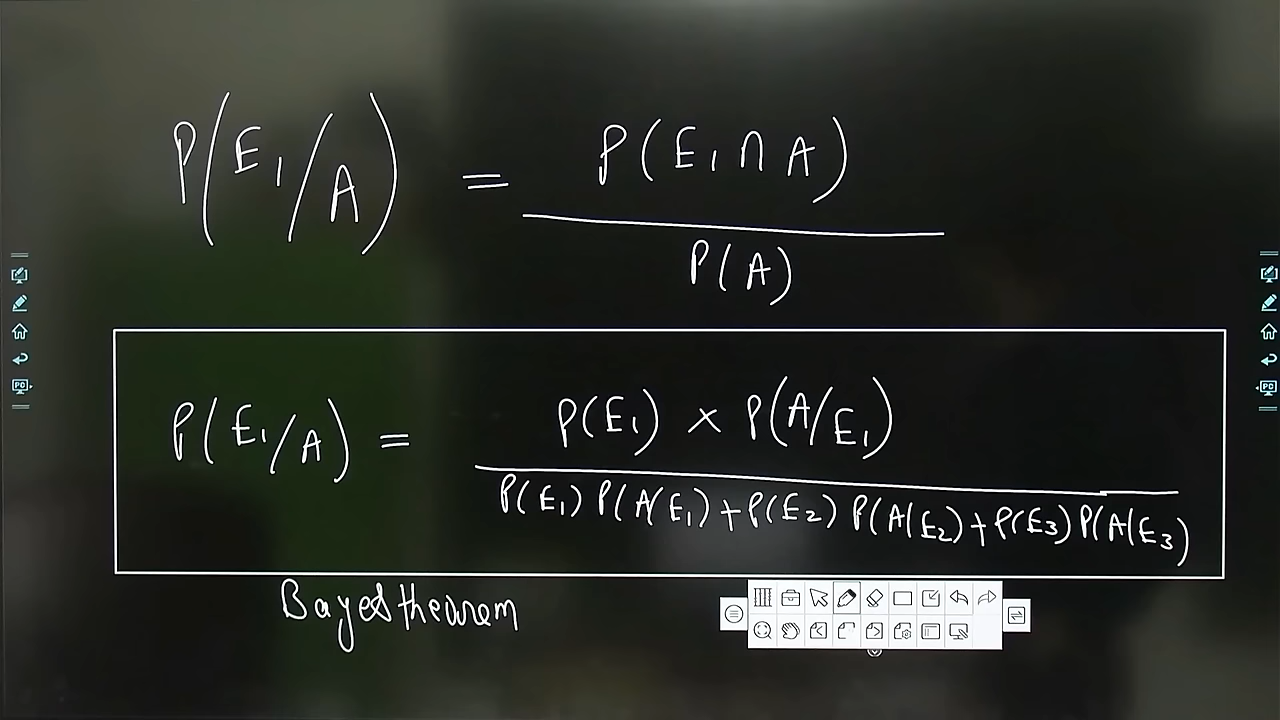 P(E₁/A) = P(E₁ ∩ A)
P(A)
P(E₁/A) = P(E₁) × P(A/E₁)
P(E₁) P(A/E₁) + P(E₂) P(A/E₂) + P(E₃) P(A/E₃)
Bayes theorem